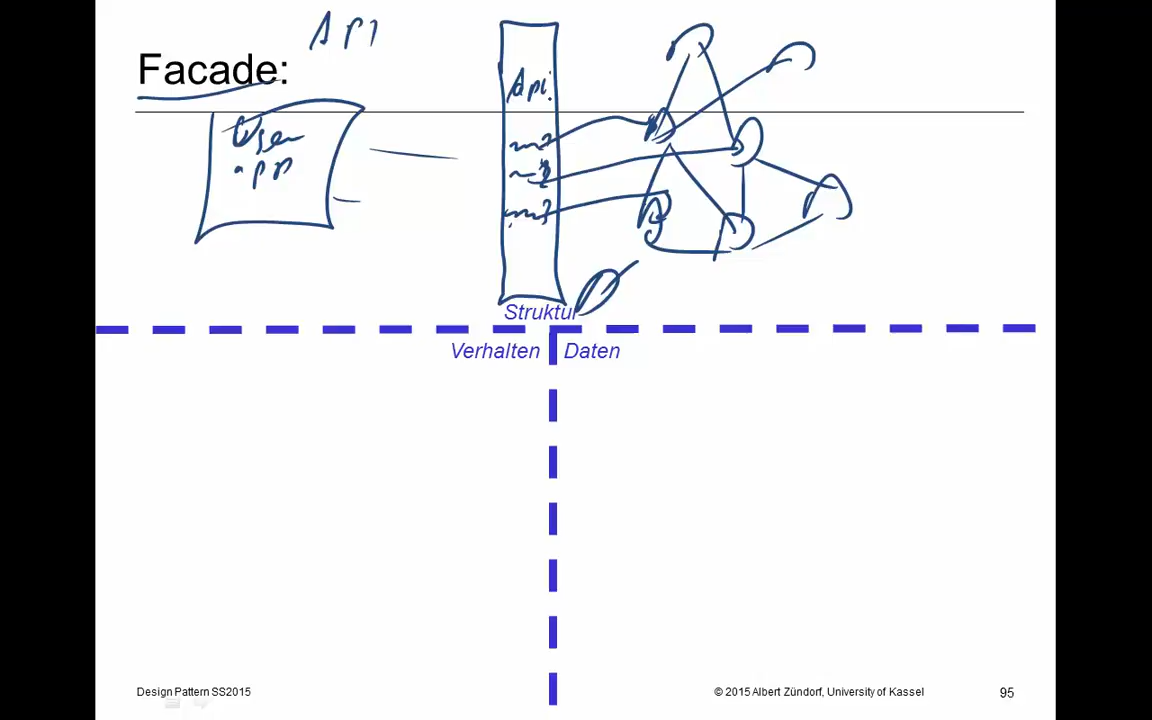 API
Facade:
User
app
Api
Struktur
Verhalten
Daten
Design Pattern SS2015
© 2015 Albert Zündorf, University of Kassel
95